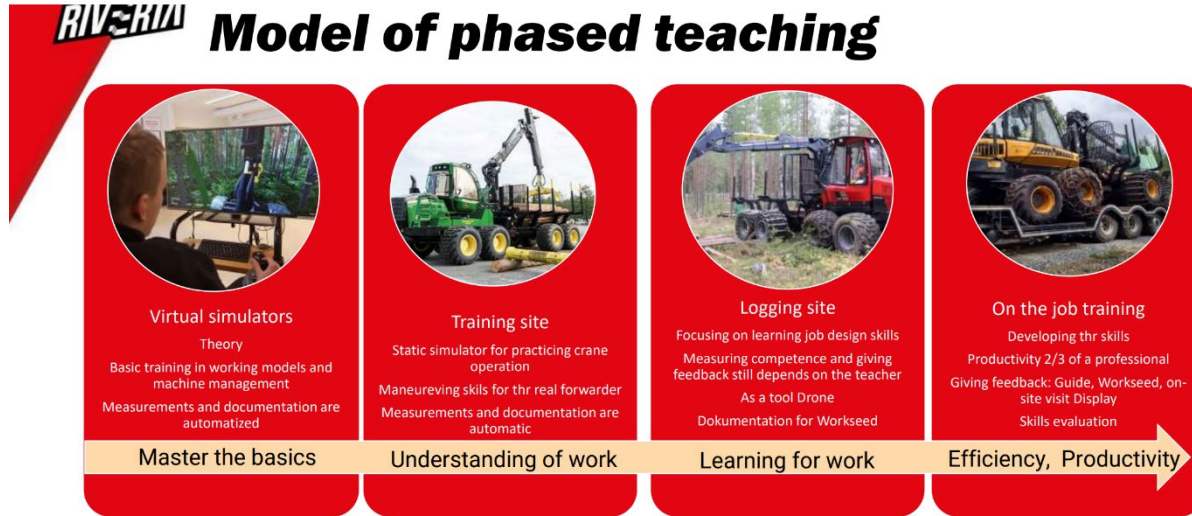 RIVERIA
Model of phased teaching
Virtual simulators
Theory
Basic training in working models and
machine management
Measurements and documentation are
automatized
Master the basics
Training site
Static simulator for practicing crane
operation
Maneureving skils for thr real forwarder
Measurements and documentation are
automatic
Understanding of work
Logging site
Focusing on learning job design skills
Measuring competence and giving
feedback still depends on the teacher
As a tool Drone
Dokumentation for Workseed
Learning for work
On the job training
Developing thr skills
Productivity 2/3 of a professional
Giving feedback: Guide, Workseed, on-
site visit Display
Skills evaluation
Efficiency, Productivity